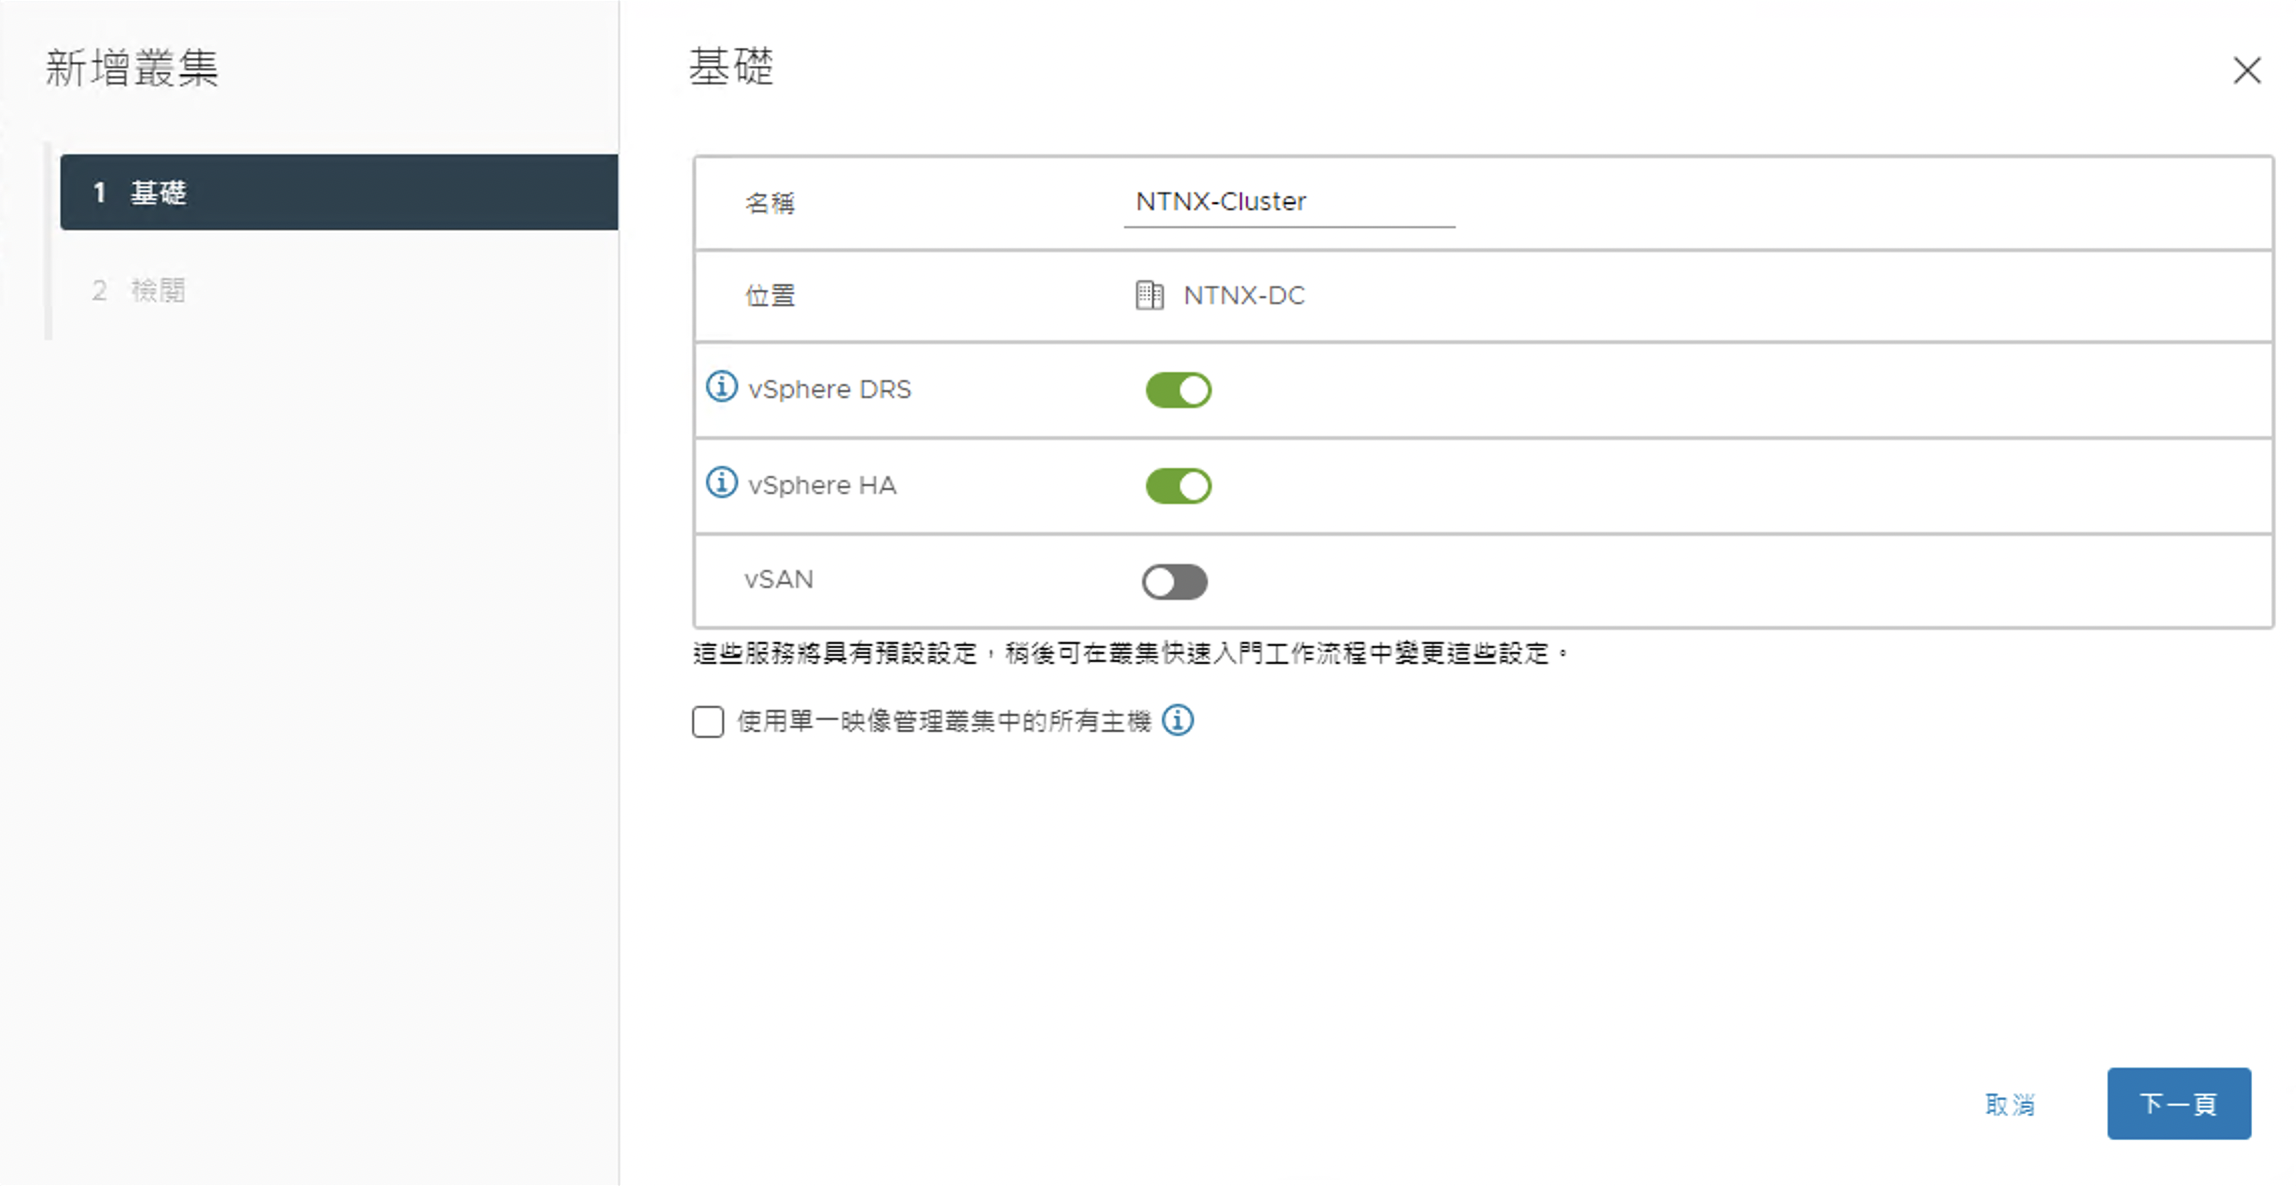 新增叢集
1 基礎
2 檢閱
基礎
名稱 NTNX-Cluster
位置 NTNX-DC
vSphere DRS
vSphere HA
vSAN
這些服務將具有預設設定，稍後可在叢集快速入門工作流程中變更這些設定。
使用單一映像管理叢集中的所有主機
取消 下一頁